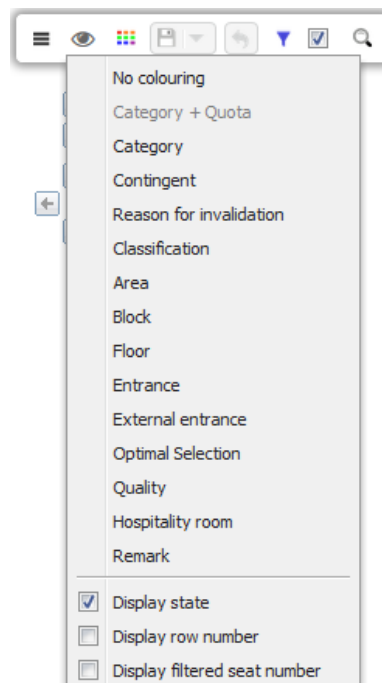 No colouring
Category + Quota
Category
Contingent
Reason for invalidation
Classification
Area
Block
Floor
Entrance
External entrance
Optimal Selection
Quality
Hospitality room
Remark
Display state
Display row number
Display filtered seat number